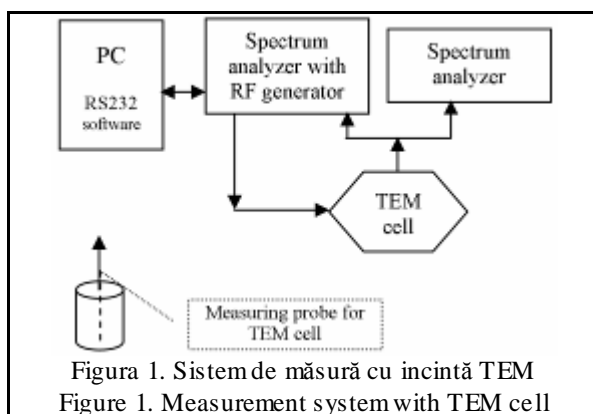 PC
RS232
software
Spectrum
analyzer with
RF generator
Spectrum
analyzer
TEM
cell
Measuring probe for
TEM cell
Figura 1. Sistem de măsură cu incintă TEM
Figure 1. Measurement system with TEM cell